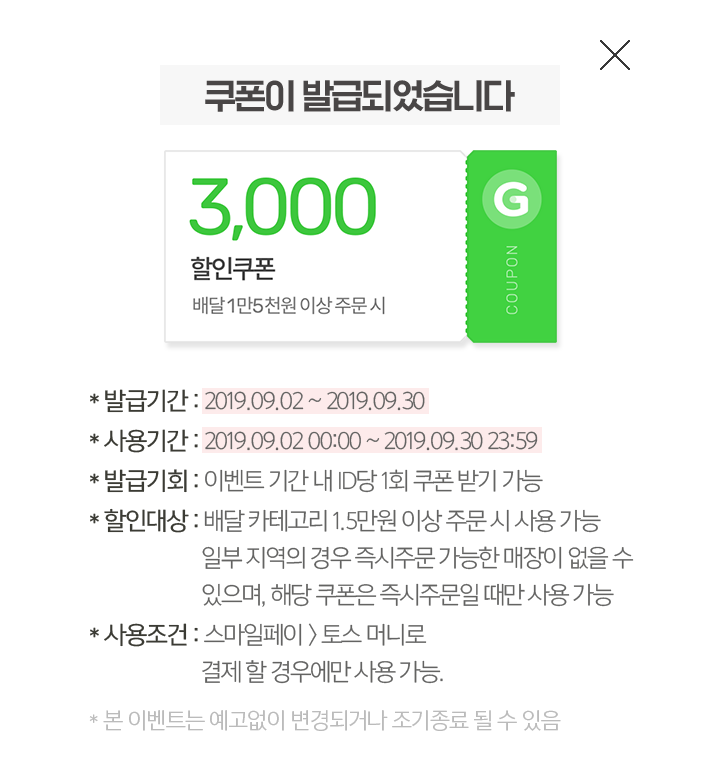 쿠폰이 발급되었습니다
3,000
할인쿠폰
배달 1만5천원 이상 주문 시
G
COUPON
* 발급기간 : 2019.09.02 ~ 2019.09.30
* 사용기간 : 2019.09.02 00:00 ~ 2019.09.30 23:59
* 발급기회 : 이벤트 기간 내 ID당 1회 쿠폰 받기 가능
* 할인대상 : 배달 카테고리 1.5만원 이상 주문 시 사용 가능
일부 지역의 경우 즉시주문 가능한 매장이 없을 수
있으며, 해당 쿠폰은 즉시주문일 때만 사용 가능
* 사용조건 : 스마일페이 > 토스 머니로
결제 할 경우에만 사용 가능.
* 본 이벤트는 예고없이 변경되거나 조기종료 될 수 있음